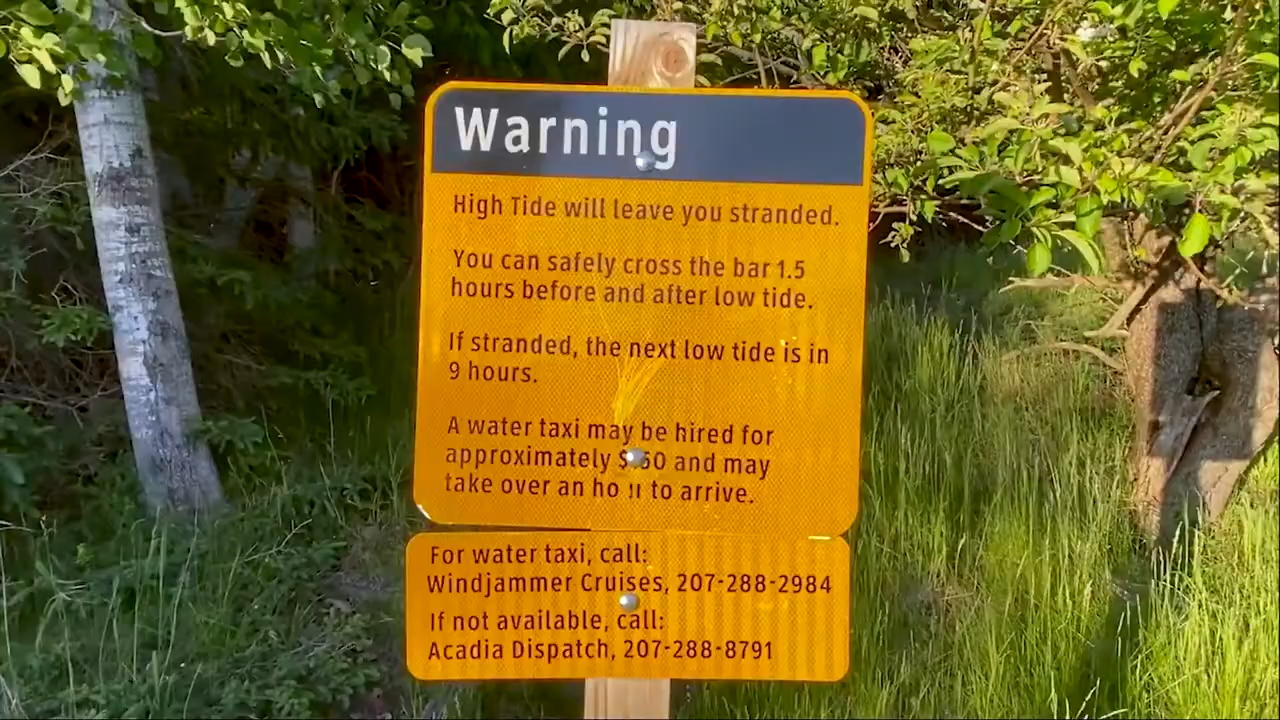 Warning
High Tide will leave you stranded.
You can safely cross the bar 1.5
hours before and after low tide.
If stranded, the next low tide is in
9 hours.
A water taxi may be hired for
approximately and may
take over an to arrive.
For water taxi, call:
Windjammer Cruises, 207-288-2984
If not available, call:
Acadia Dispatch, 207-288-8791